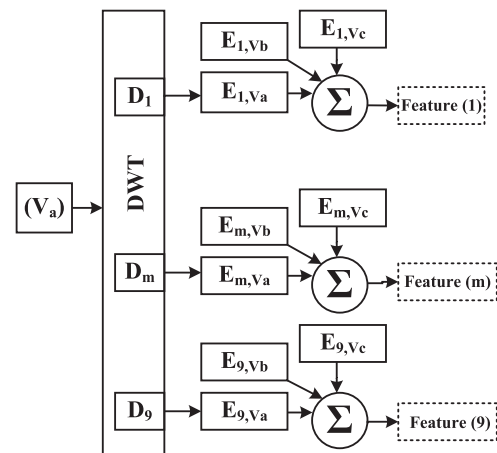 E1,Vb
E1,Vc
D1
E1,Va
Σ
Feature (1)
(Va)
DWT
Em,Vb
Em,Vc
Dm
Em,Va
Σ
Feature (m)
E9,Vb
E9,Vc
D9
E9,Va
Σ
Feature (9)